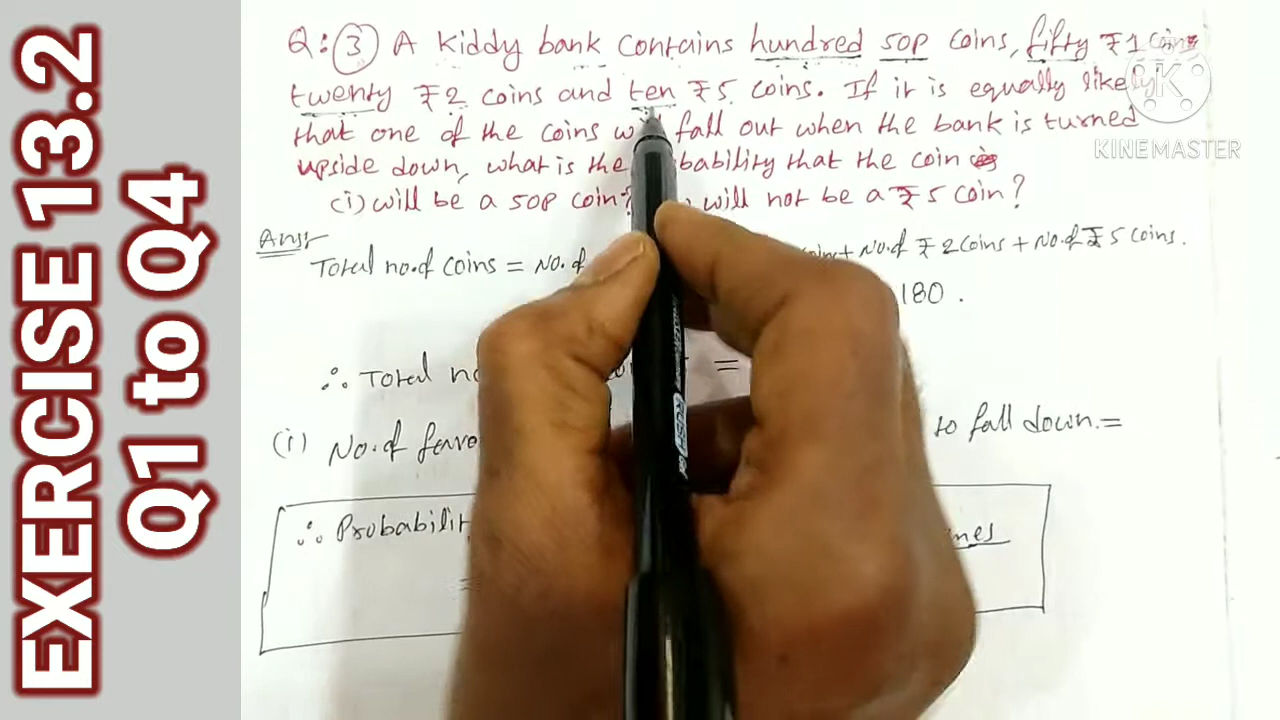 EXERCISE 13.2
Q1 to Q4
Q:③ A Kiddy bank contains hundred 50P coins, fifty ₹1 coins
twenty ₹2 coins and ten ₹5 coins. If it is equally likely
that one of the coins will fall out when the bank is turned
upside down, what is the probability that the coin
(i) will be a 50P coin? will not be a ₹5 coin?
Ans:
Total no.of coins = No.of + No.of ₹2 coins + No.of ₹5 coins.
180.
∴ Total =
(i) No.of to fall down =
∴ Probability
=
KINEMASTER